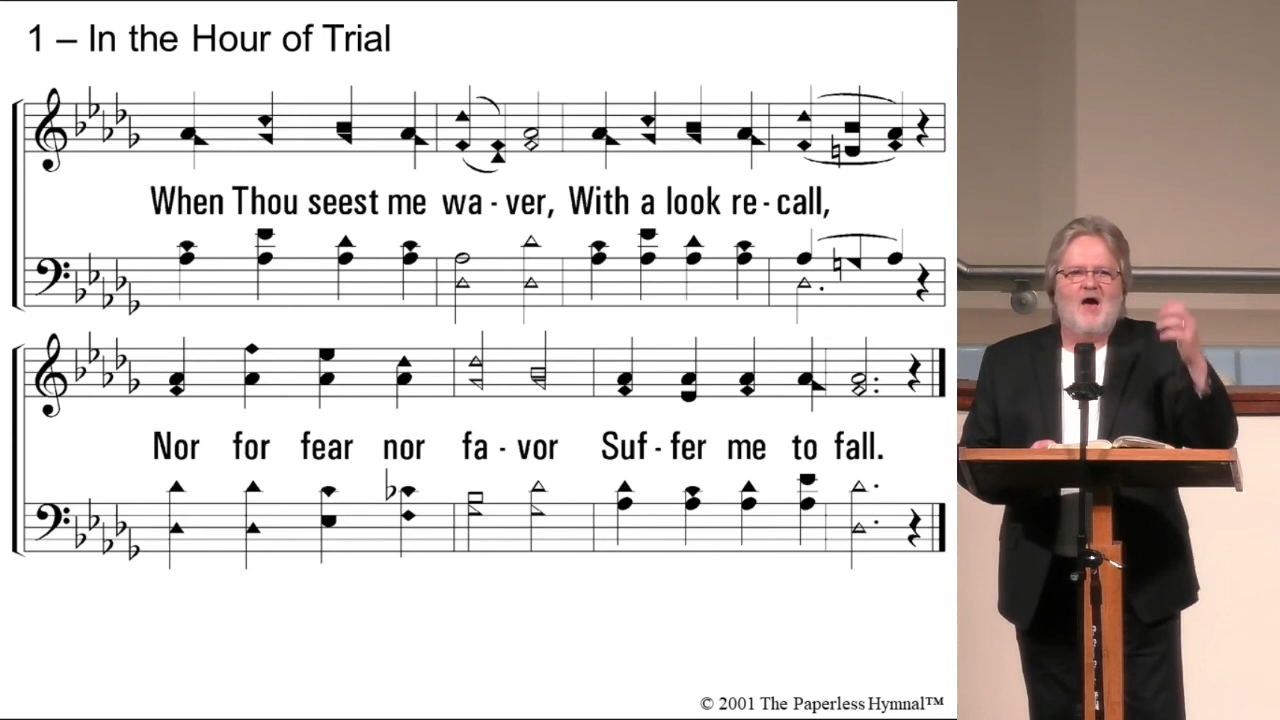 1 – In the Hour of Trial
When Thou seest me wa - ver, With a look re - call,
Nor for fear nor fa - vor Suf - fer me to fall.
© 2001 The Paperless Hymnal™